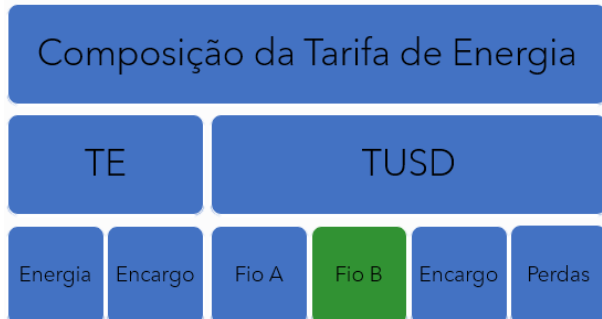 Composição da Tarifa de Energia
TE TUSD
Energia Encargo Fio A Fio B Encargo Perdas